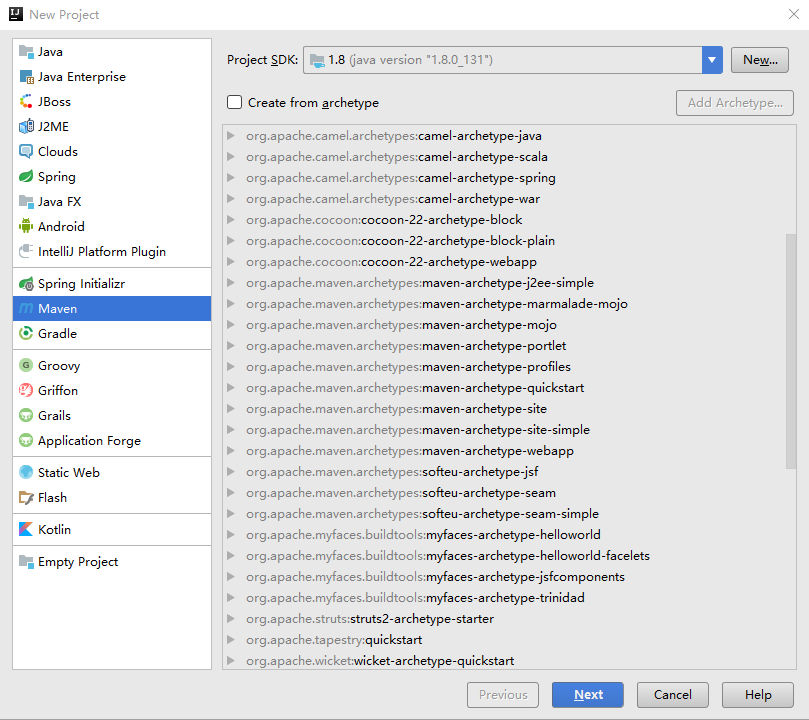 New Project
Java
Java Enterprise
JBoss
J2ME
Clouds
Spring
Java FX
Android
IntelliJ Platform Plugin
Spring Initializr
Maven
Gradle
Groovy
Griffon
Grails
Application Forge
Static Web
Flash
Kotlin
Empty Project
Project SDK: 1.8 (java version "1.8.0_131") New...
Create from archetype Add Archetype...
org.apache.camel.archetypes:camel-archetype-java
org.apache.camel.archetypes:camel-archetype-scala
org.apache.camel.archetypes:camel-archetype-spring
org.apache.camel.archetypes:camel-archetype-war
org.apache.cocoon:cocoon-22-archetype-block
org.apache.cocoon:cocoon-22-archetype-block-plain
org.apache.cocoon:cocoon-22-archetype-webapp
org.apache.maven.archetypes:maven-archetype-j2ee-simple
org.apache.maven.archetypes:maven-archetype-marmalade-mojo
org.apache.maven.archetypes:maven-archetype-mojo
org.apache.maven.archetypes:maven-archetype-portlet
org.apache.maven.archetypes:maven-archetype-profiles
org.apache.maven.archetypes:maven-archetype-quickstart
org.apache.maven.archetypes:maven-archetype-site
org.apache.maven.archetypes:maven-archetype-site-simple
org.apache.maven.archetypes:maven-archetype-webapp
org.apache.maven.archetypes:softeu-archetype-jsf
org.apache.maven.archetypes:softeu-archetype-seam
org.apache.maven.archetypes:softeu-archetype-seam-simple
org.apache.myfaces.buildtools:myfaces-archetype-helloworld
org.apache.myfaces.buildtools:myfaces-archetype-helloworld-facelets
org.apache.myfaces.buildtools:myfaces-archetype-jsfcomponents
org.apache.myfaces.buildtools:myfaces-archetype-trinidad
org.apache.struts:struts2-archetype-starter
org.apache.tapestry:quickstart
org.apache.wicket:wicket-archetype-quickstart
Previous Next Cancel Help